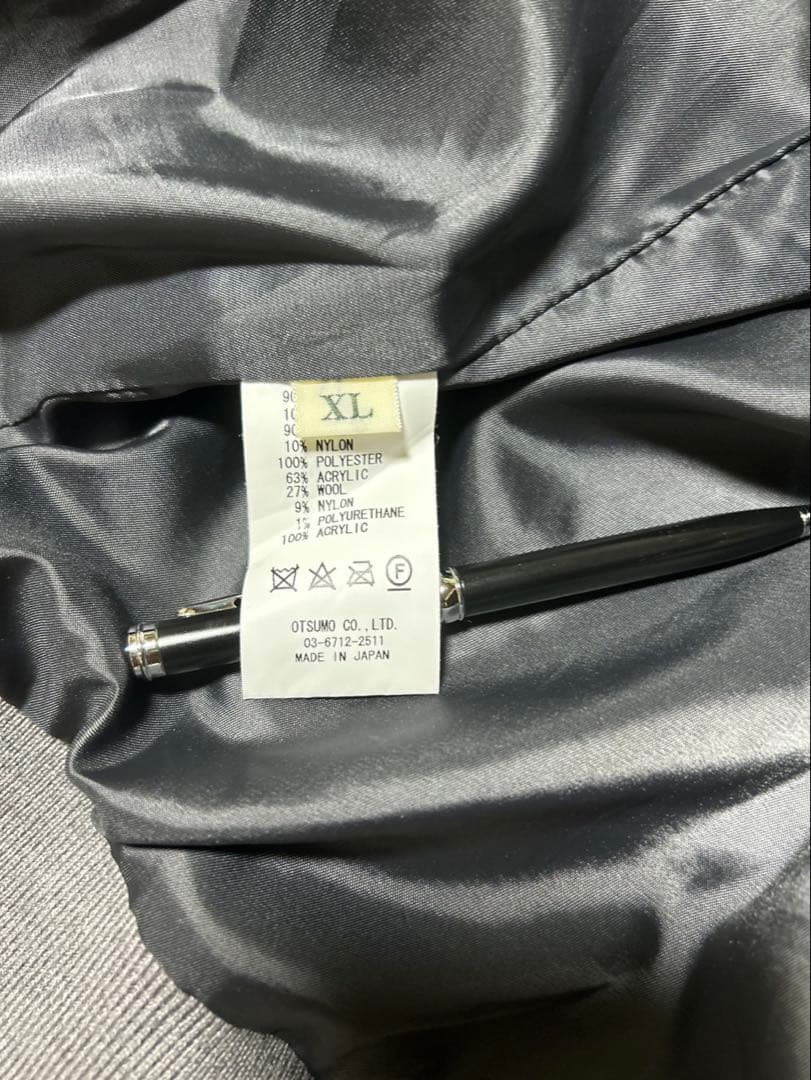 XL
10% NYLON
100% POLYESTER
63% ACRYLIC
27% WOOL
9% NYLON
1% POLYURETHANE
100% ACRYLIC
F
OTSUMO CO.,LTD.
03-6712-2511
MADE IN JAPAN